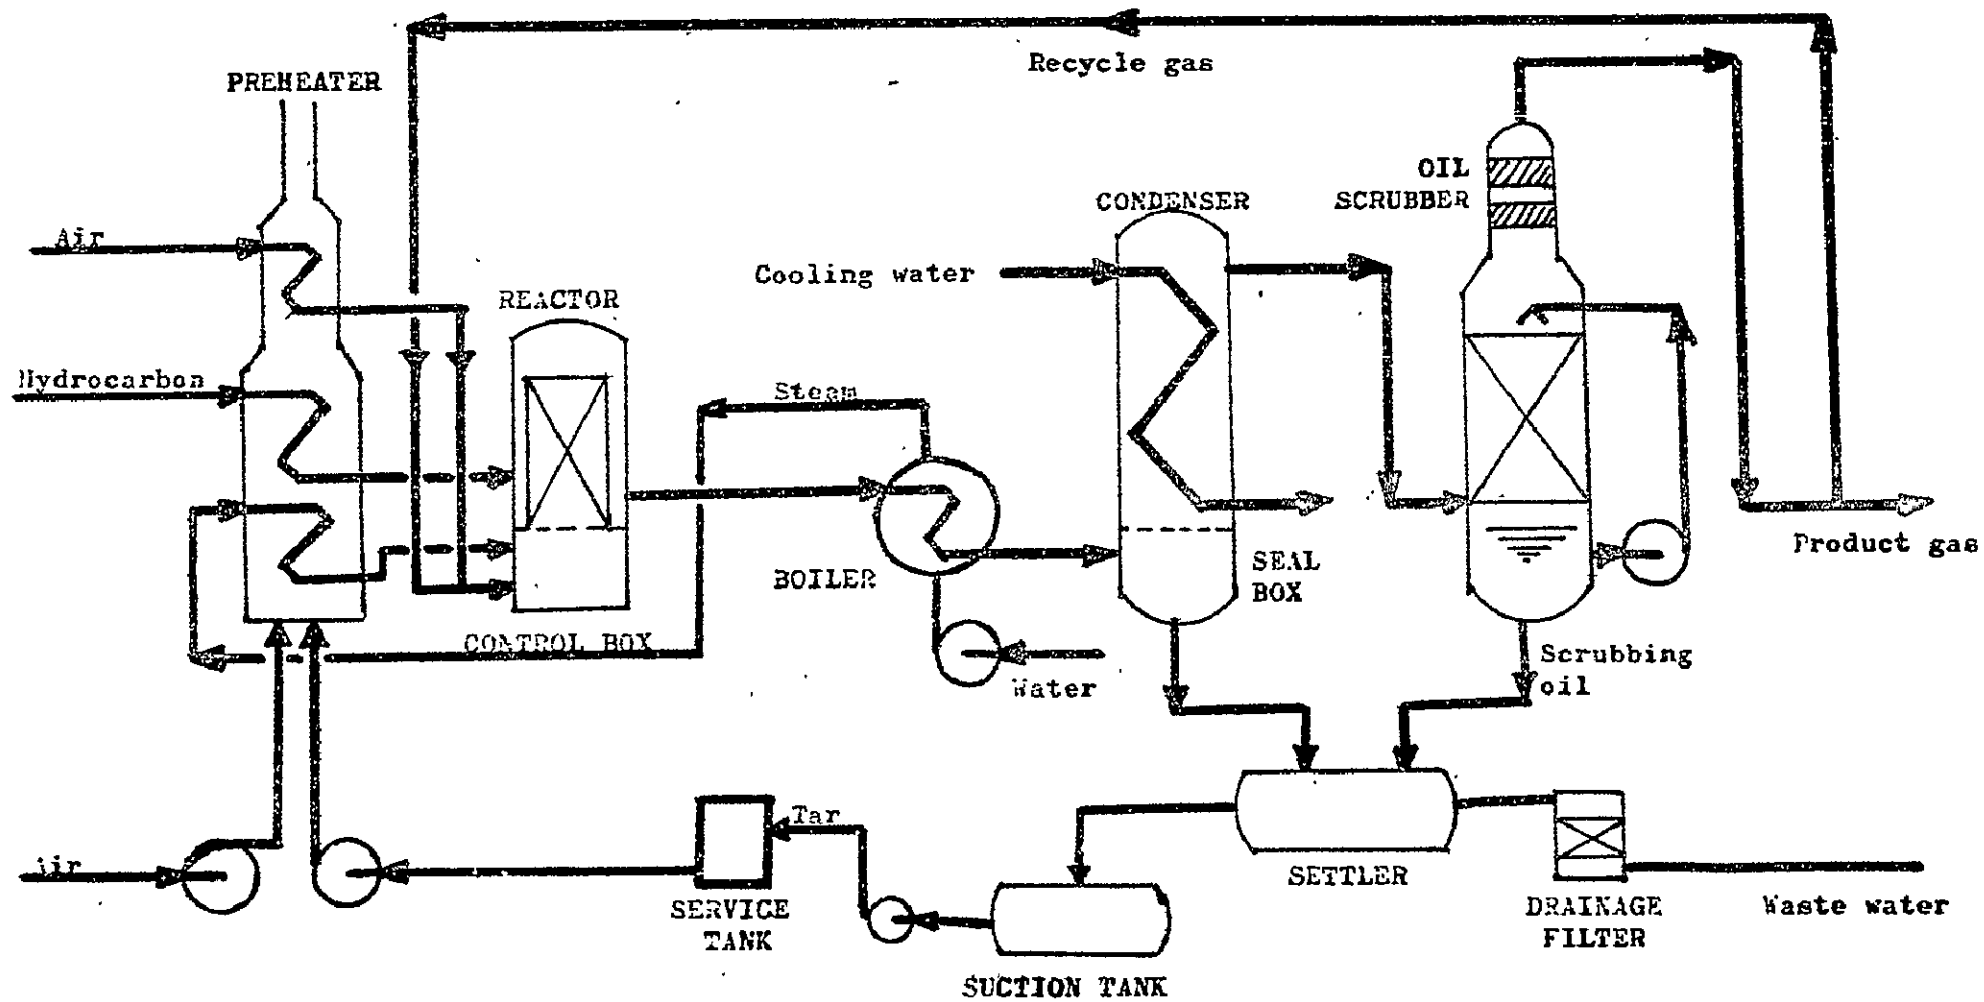 Recycle gas
PREHEATER
OIL
SCRUBBER
CONDENSER
Air
Cooling water
REACTOR
Hydrocarbon
Steam
Product gas
BOILER
SEAL
BOX
CONTROL BOX
Scrubbing
oil
Water
Tar
Air
SETTLER
SERVICE
TANK
DRAINAGE
FILTER
Waste water
SUCTION TANK